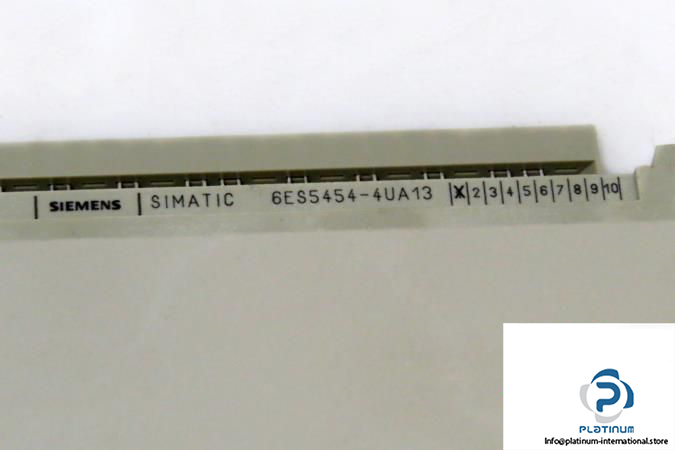 SIEMENS SIMATIC 6ES5454-4UA13 X 2 3 4 5 6 7 8 9 10
PLATINUM
Info@platinum-international.store